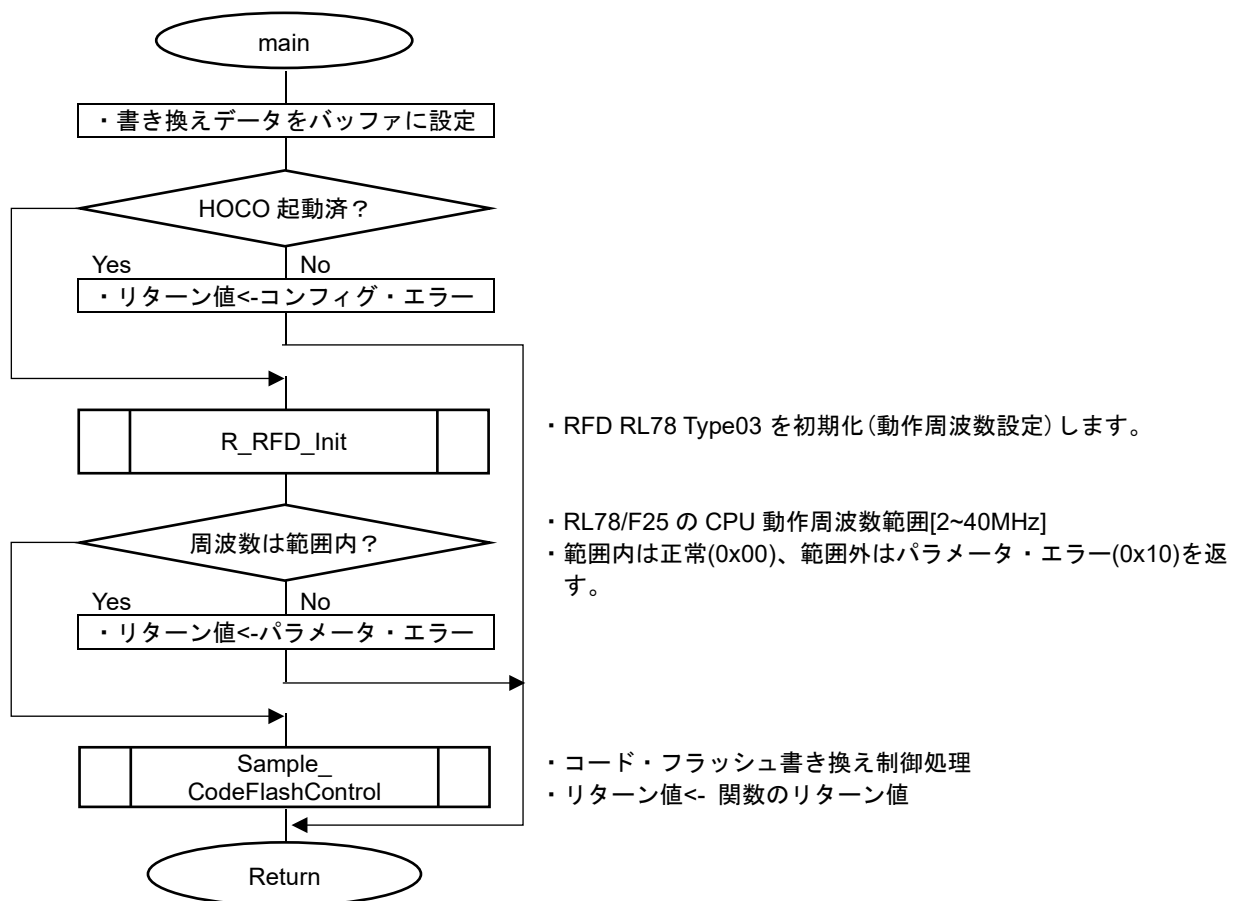 main
・書き換えデータをバッファに設定
HOCO 起動済？
Yes
No
・リターン値<-コンフィグ・エラー
R_RFD_Init
・RFD RL78 Type03 を初期化（動作周波数設定）します。
周波数は範囲内？
・RL78/F25 の CPU 動作周波数範囲[2~40MHz]
・範囲内は正常(0x00)、範囲外はパラメータ・エラー(0x10)を返
す。
Yes
No
・リターン値<-パラメータ・エラー
Sample_
CodeFlashControl
・コード・フラッシュ書き換え制御処理
・リターン値<- 関数のリターン値
Return